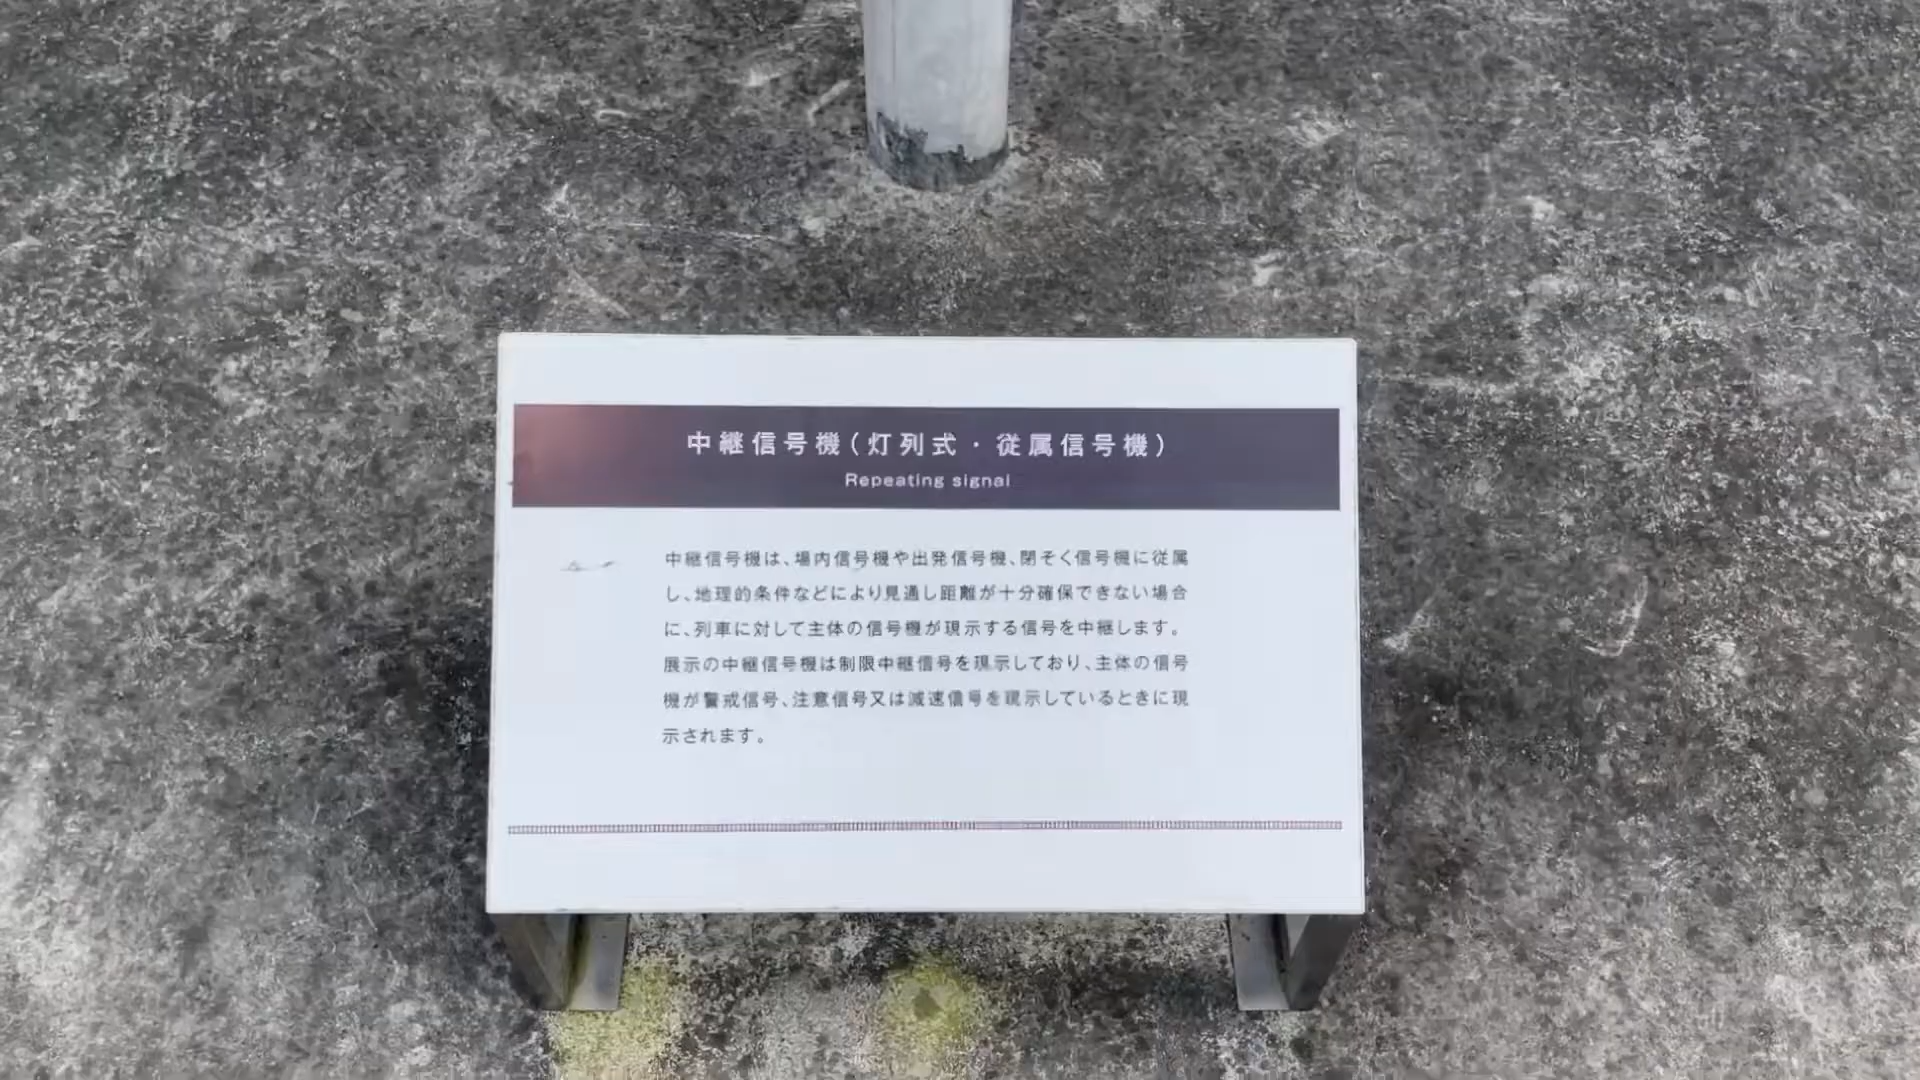 中継信号機(灯列式・従属信号機)
Repeating signal
中継信号機は、場内信号機や出発信号機、閉そく信号機に従属
し、地理的条件などにより見通し距離が十分確保できない場合
に、列車に対して主体の信号機が現示する信号を中継します。
展示の中継信号機は制限中継信号を現示しており、主体の信号
機が警戒信号、注意信号又は減速信号を現示しているときに現
示されます。